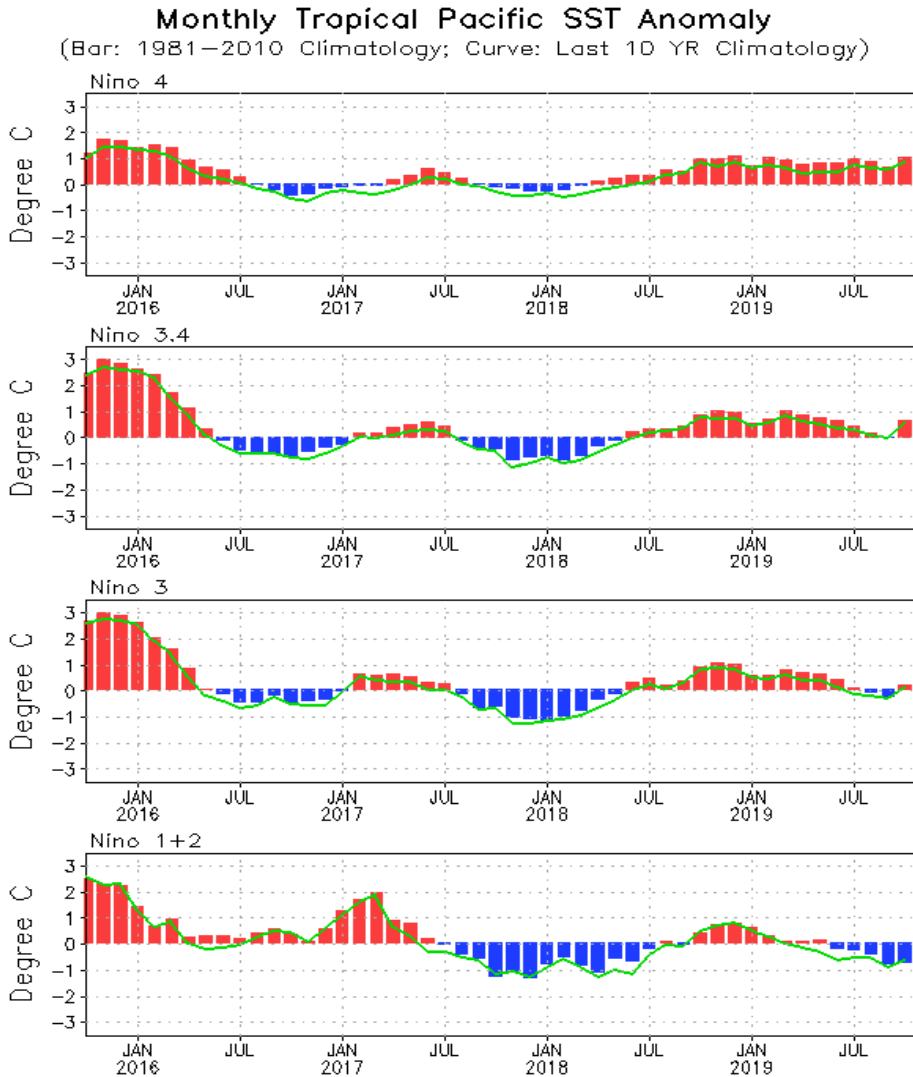 Monthly Tropical Pacific SST Anomaly
(Bar: 1981-2010 Climatology; Curve: Last 10 YR Climatology)
Nino 4
Degree C
3
2
1
0
-1
-2
-3
JAN JUL JAN JUL JAN JUL JAN JUL
2016 2017 2018 2019
Nino 3.4
Degree C
3
2
1
0
-1
-2
-3
JAN JUL JAN JUL JAN JUL JAN JUL
2016 2017 2018 2019
Nino 3
Degree C
3
2
1
0
-1
-2
-3
JAN JUL JAN JUL JAN JUL JAN JUL
2016 2017 2018 2019
Nino 1+2
Degree C
3
2
1
0
-1
-2
-3
JAN JUL JAN JUL JAN JUL JAN JUL
2016 2017 2018 2019